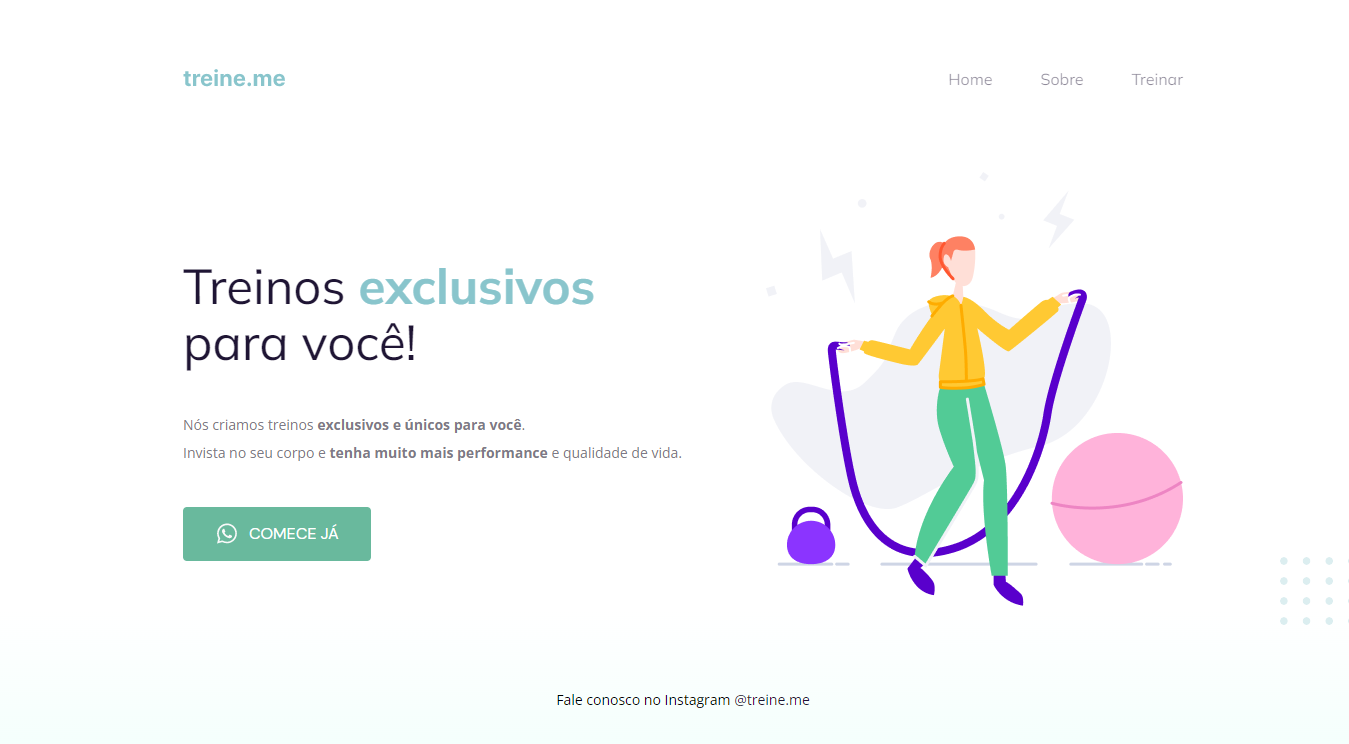 treine.me
Home Sobre Treinar
Treinos exclusivos
para você!
Nós criamos treinos exclusivos e únicos para você.
Invista no seu corpo e tenha muito mais performance e qualidade de vida.
COMECE JÁ
Fale conosco no Instagram @treine.me